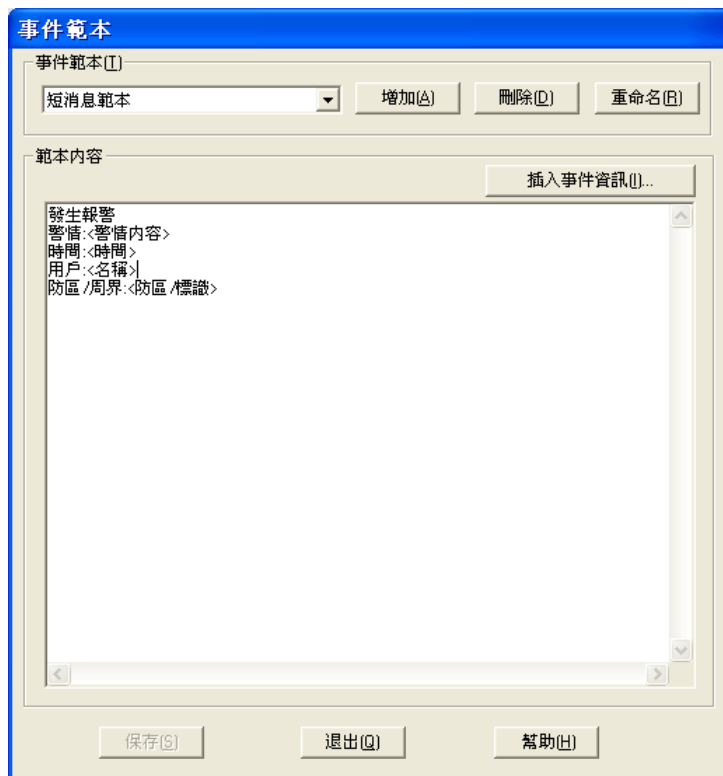 事件範本
事件範本(T)
短消息範本
增加(A)
刪除(D)
重命名(R)
範本內容
插入事件資訊(I)...
發生報警
警情:<警情內容>
時間:<時間>
用戶:<名稱>
防區/周界:<防區/標識>
保存(S)
退出(Q)
幫助(H)